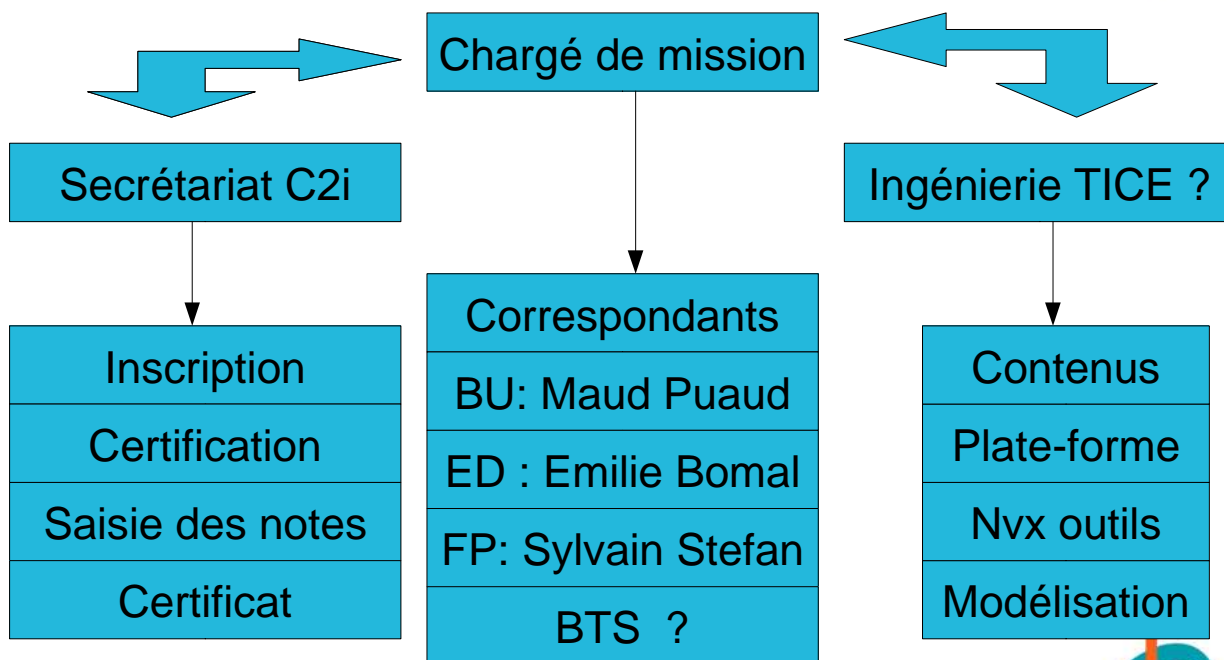 Chargé de mission
Secrétariat C2i
Ingénierie TICE ?
Inscription
Certification
Saisie des notes
Certificat
Correspondants
BU: Maud Puaud
ED : Emilie Bomal
FP: Sylvain Stefan
BTS  ?
Contenus
Plate-forme
Nvx outils
Modélisation